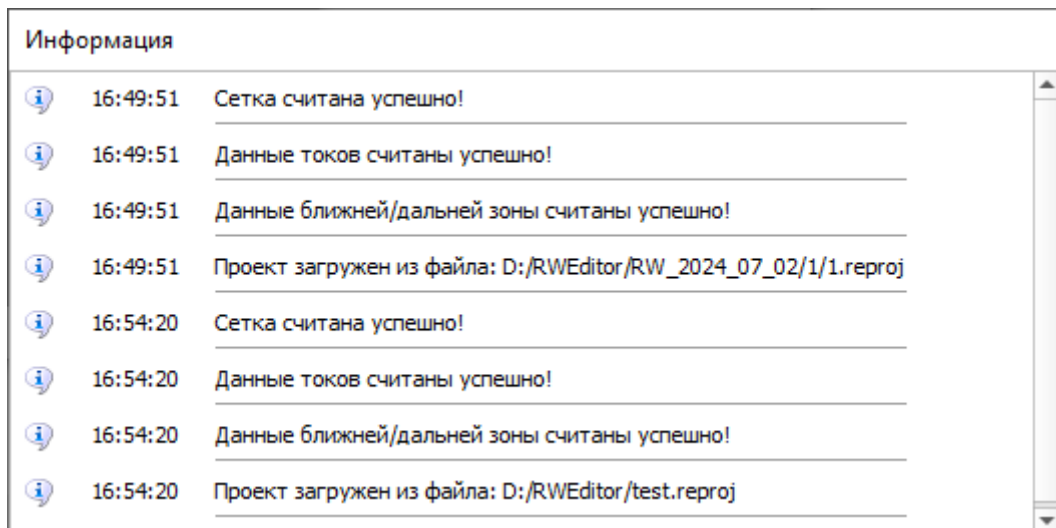 Информация
16:49:51 Сетка считана успешно!
16:49:51 Данные токов считаны успешно!
16:49:51 Данные ближней/дальней зоны считаны успешно!
16:49:51 Проект загружен из файла: D:/RWEditor/RW_2024_07_02/1/1.reproj
16:54:20 Сетка считана успешно!
16:54:20 Данные токов считаны успешно!
16:54:20 Данные ближней/дальней зоны считаны успешно!
16:54:20 Проект загружен из файла: D:/RWEditor/test.reproj